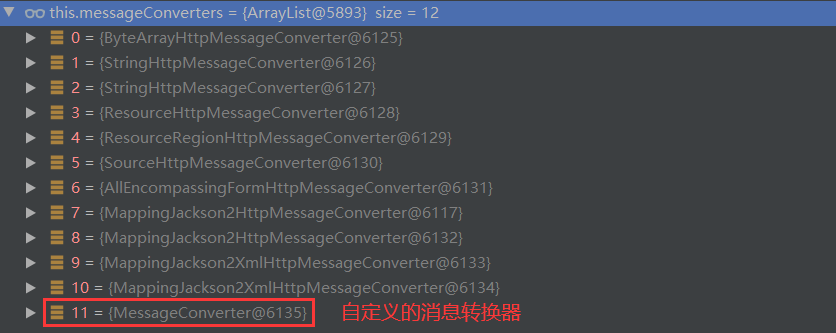 this.messageConverters = {ArrayList@5893} size = 12
0 = {ByteArrayHttpMessageConverter@6125}
1 = {StringHttpMessageConverter@6126}
2 = {StringHttpMessageConverter@6127}
3 = {ResourceHttpMessageConverter@6128}
4 = {ResourceRegionHttpMessageConverter@6129}
5 = {SourceHttpMessageConverter@6130}
6 = {AllEncompassingFormHttpMessageConverter@6131}
7 = {MappingJackson2HttpMessageConverter@6117}
8 = {MappingJackson2HttpMessageConverter@6132}
9 = {MappingJackson2XmlHttpMessageConverter@6133}
10 = {MappingJackson2XmlHttpMessageConverter@6134}
11 = {MessageConverter@6135} 自定义的消息转换器